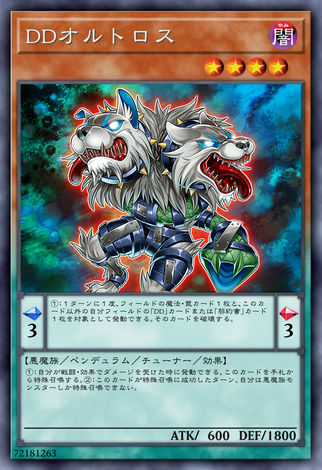 DDオルトロス
闇
やみ
①：１ターンに１度、フィールドの魔法・罠カード１枚と、このカ
ード以外の自分フィールドの「DD」カードまたは「契約書」カード
１枚を対象として発動できる。そのカードを破壊する。
3
3
【悪魔族／ペンデュラム／チューナー／効果】
①：自分が戦闘・効果でダメージを受けた時に発動できる。このカードを手札か
ら特殊召喚する。②：このカードが特殊召喚に成功したターン、自分は悪魔族モ
ンスターしか特殊召喚できない。
ATK/ 600 DEF/1800
72181263